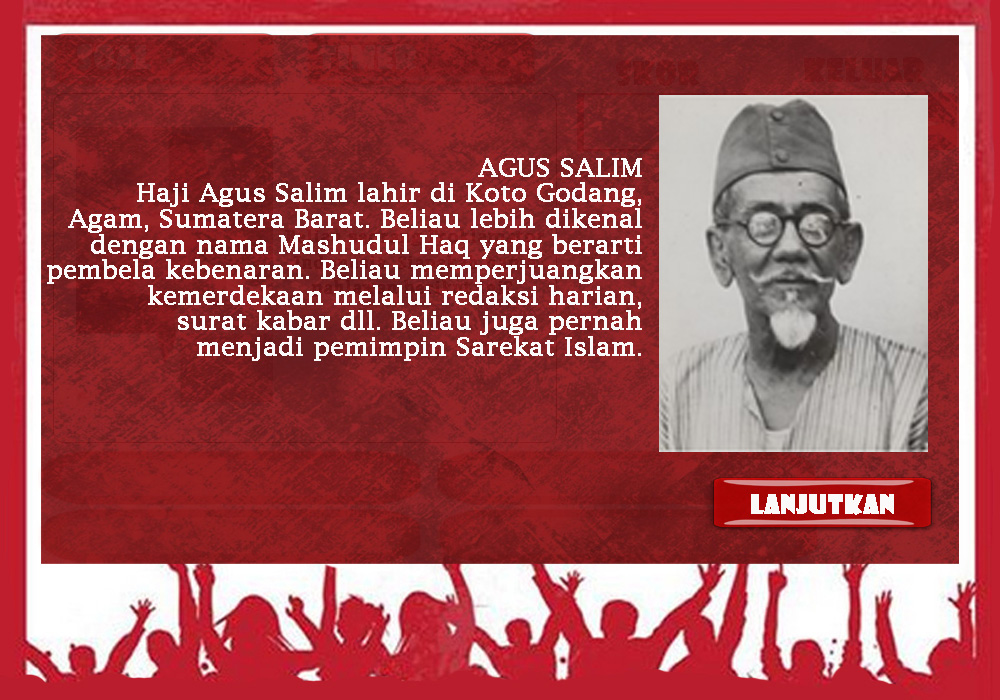 SKOR
KELUAR
AGUS SALIM
Haji Agus Salim lahir di Koto Godang,
Agam, Sumatera Barat. Beliau lebih dikenal
dengan nama Mashudul Haq yang berarti
pembela kebenaran. Beliau memperjuangkan
kemerdekaan melalui redaksi harian,
surat kabar dll. Beliau juga pernah
menjadi pemimpin Sarekat Islam.
LANJUTKAN